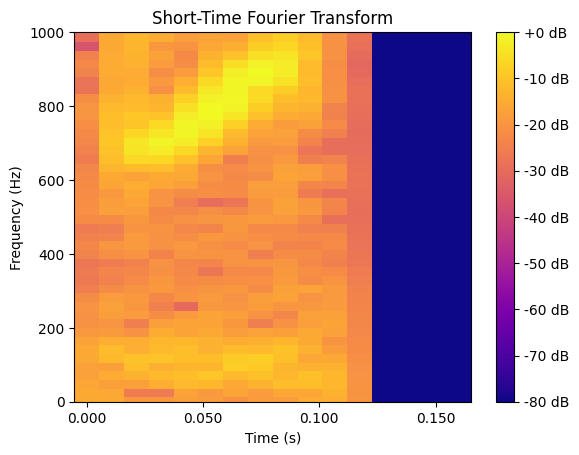 Short-Time Fourier Transform
1000
800
600
400
200
0
Frequency (Hz)
0.000
0.050
0.100
0.150
Time (s)
+0 dB
-10 dB
-20 dB
-30 dB
-40 dB
-50 dB
-60 dB
-70 dB
-80 dB